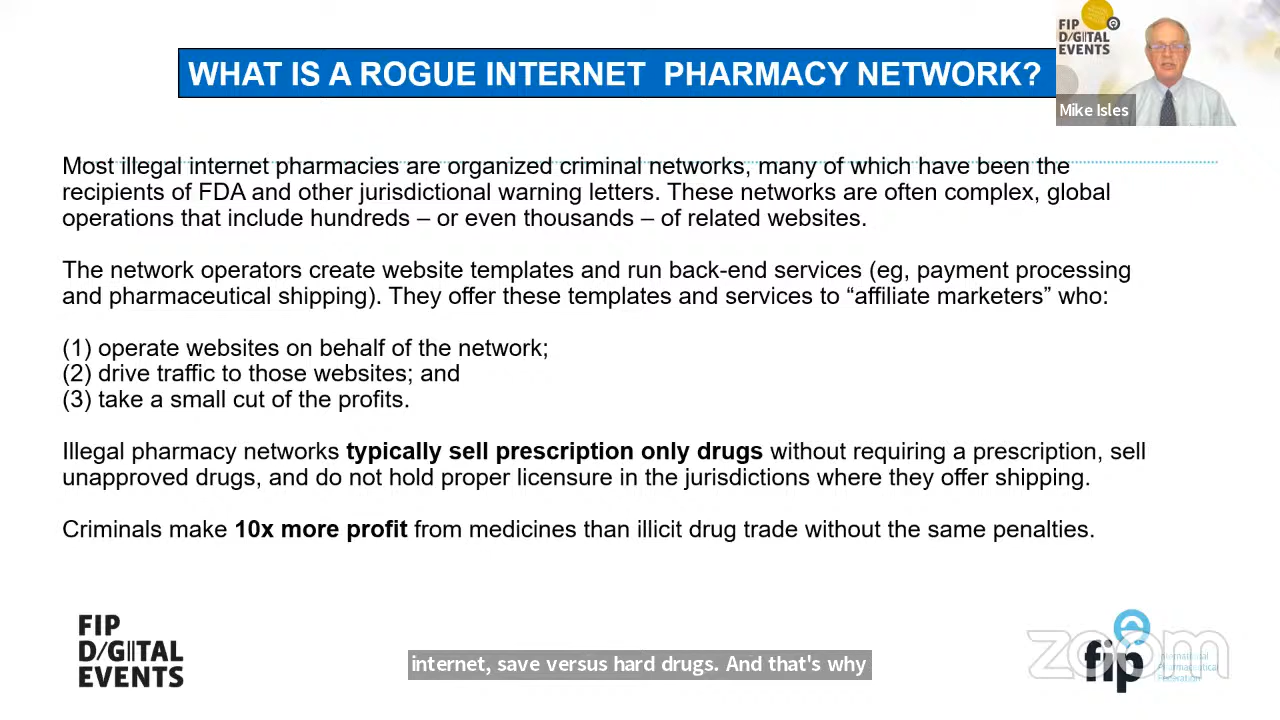 WHAT IS A ROGUE INTERNET PHARMACY NETWORK?
FIP
D/G|TAL
EVENTS
Mike Isles
Most illegal internet pharmacies are organized criminal networks, many of which have been the
recipients of FDA and other jurisdictional warning letters. These networks are often complex, global
operations that include hundreds – or even thousands – of related websites.
The network operators create website templates and run back-end services (eg, payment processing
and pharmaceutical shipping). They offer these templates and services to “affiliate marketers” who:
(1) operate websites on behalf of the network;
(2) drive traffic to those websites; and
(3) take a small cut of the profits.
Illegal pharmacy networks typically sell prescription only drugs without requiring a prescription, sell
unapproved drugs, and do not hold proper licensure in the jurisdictions where they offer shipping.
Criminals make 10x more profit from medicines than illicit drug trade without the same penalties.
FIP
D/G|TAL
EVENTS
internet, save versus hard drugs. And that's why
zoom
fip
International
Pharmaceutical
Federation